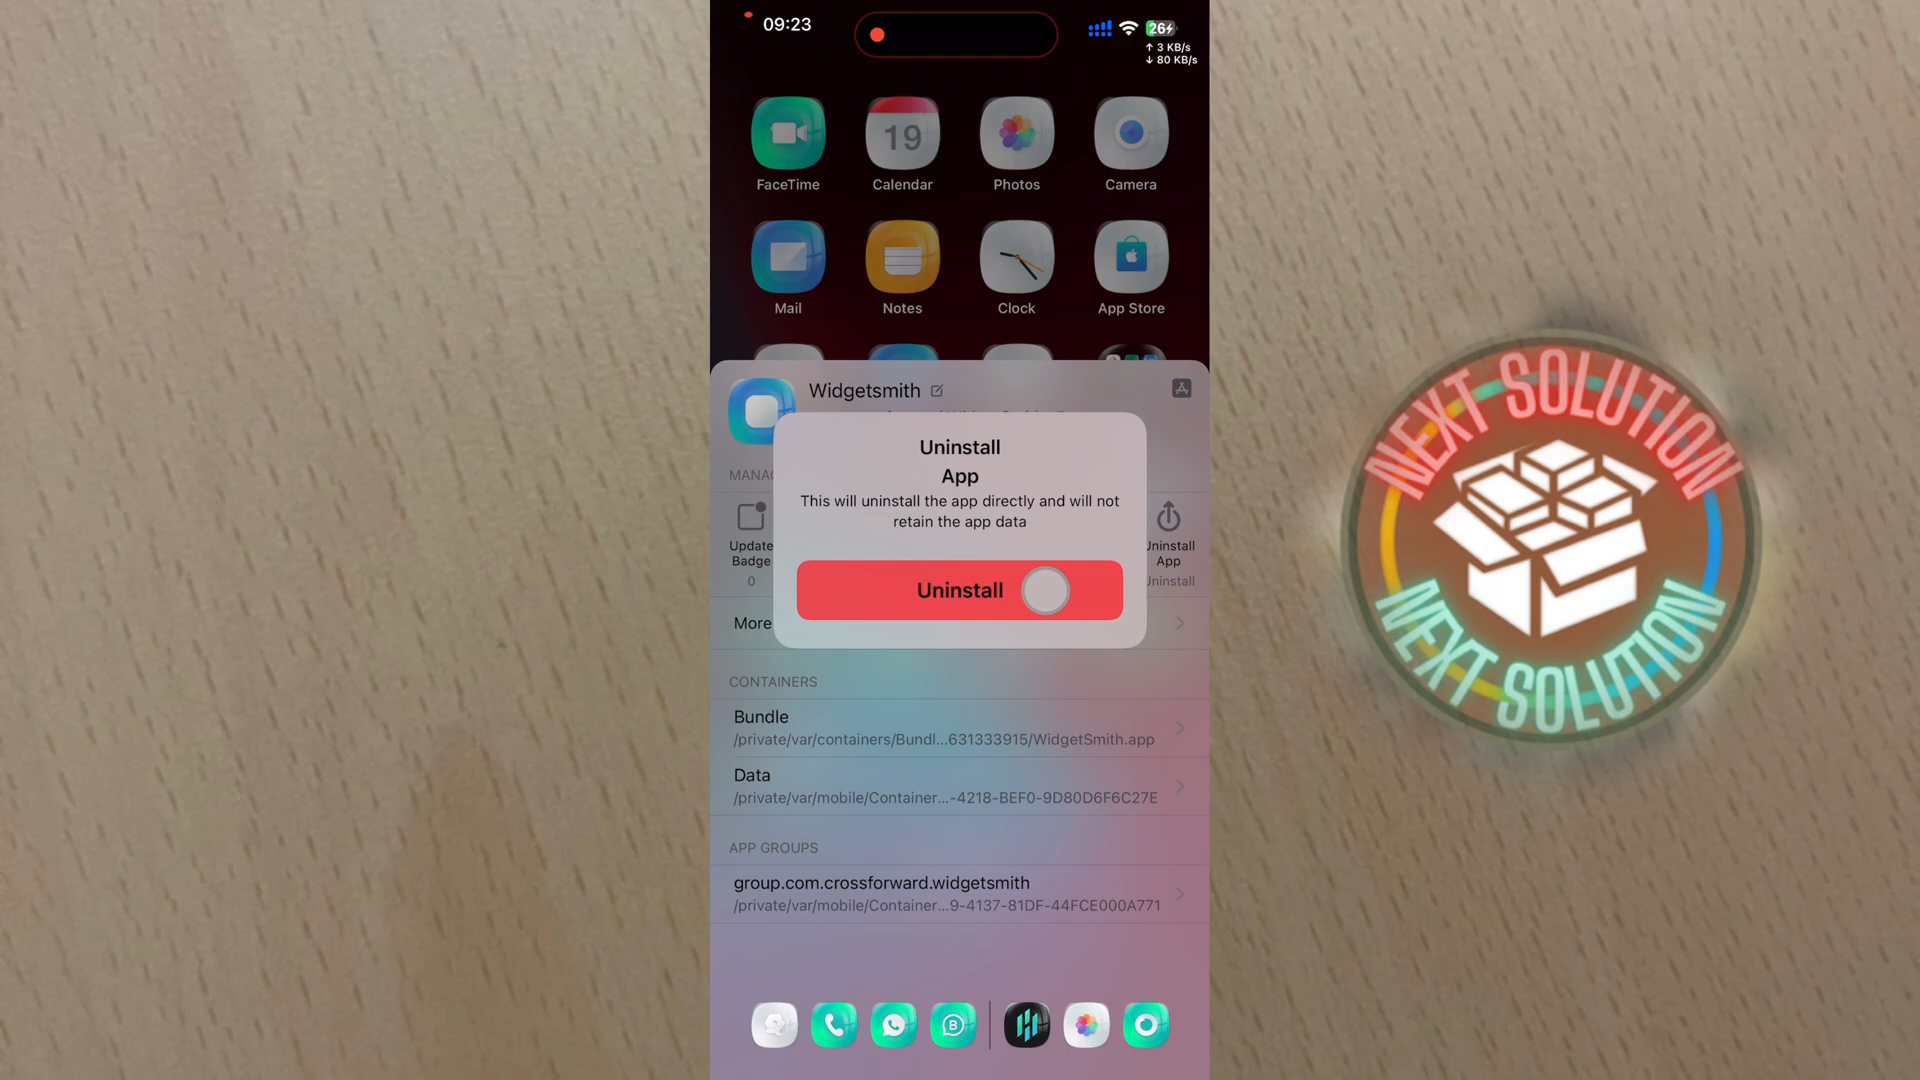 09:23
26
↑ 3 KB/s
↓ 80 KB/s
19
FaceTime
Calendar
Photos
Camera
Mail
Notes
Clock
App Store
Widgetsmith
Uninstall
App
This will uninstall the app directly and will not
retain the app data
Uninstall
Update
Badge
0
Uninstall
App
Uninstall
More
CONTAINERS
Bundle
/private/var/containers/Bundl...631333915/WidgetSmith.app
Data
/private/var/mobile/Container...-4218-BEF0-9D80D6F6C27E
APP GROUPS
group.com.crossforward.widgetsmith
/private/var/mobile/Container...9-4137-81DF-44FCE000A771
B
NEXT SOLUTION
NEXT SOLUTION